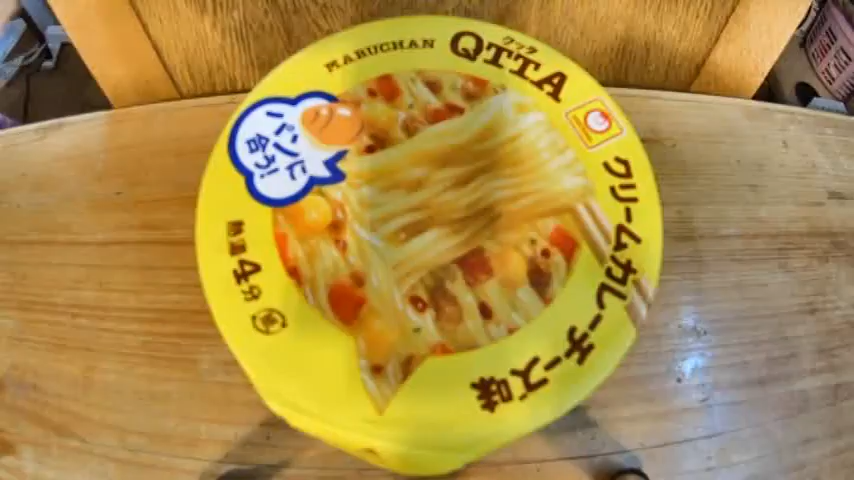 MARUCHAN
クッタ
QTTA
パンに
合う!
クリームカレーチーズ味
熱湯4分